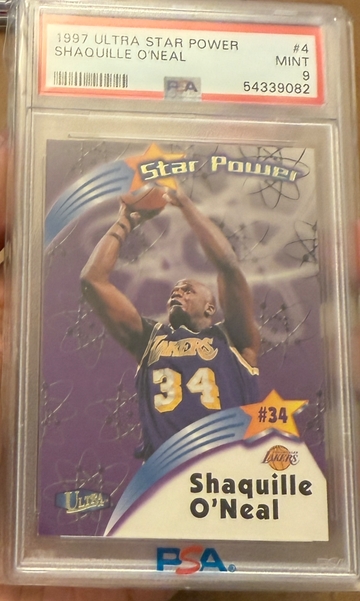 1997 ULTRA STAR POWER #4
SHAQUILLE O'NEAL MINT
9
PSA 54339082
Star Power
LAKERS
34
#34
LAKERS
Shaquille
O'Neal
ULTRA
PSA